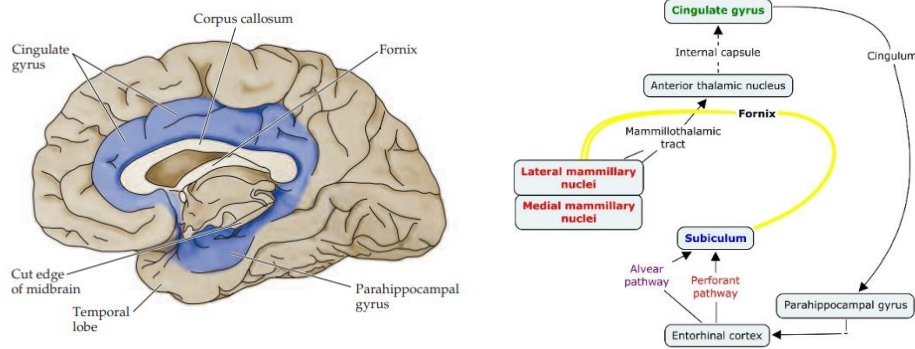 Corpus callosum
Cingulate
gyrus
Fornix
Cut edge
of midbrain
Temporal
lobe
Parahippocampal
gyrus
Cingulate gyrus
Internal capsule
Cingulum
Anterior thalamic nucleus
Fornix
Mammillothalamic
tract
Lateral mammillary
nuclei
Medial mammillary
nuclei
Subiculum
Alvear
pathway
Perforant
pathway
Parahippocampal gyrus
Entorhinal cortex